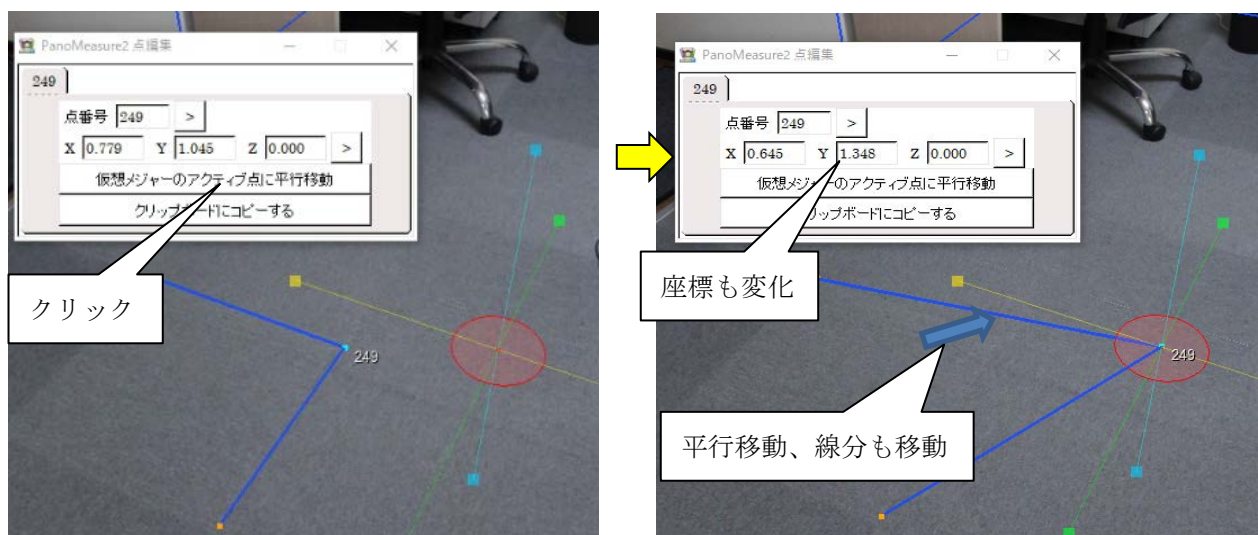 PanoMeasure2 点編集
249
点番号 249 >
X 0.779 Y 1.045 Z 0.000 >
仮想メジャーのアクティブ点に平行移動
クリップボードにコピーする
クリック
249
PanoMeasure2 点編集
249
点番号 249 >
X 0.645 Y 1.348 Z 0.000 >
仮想メジャーのアクティブ点に平行移動
クリップボードにコピーする
座標も変化
249
平行移動、線分も移動